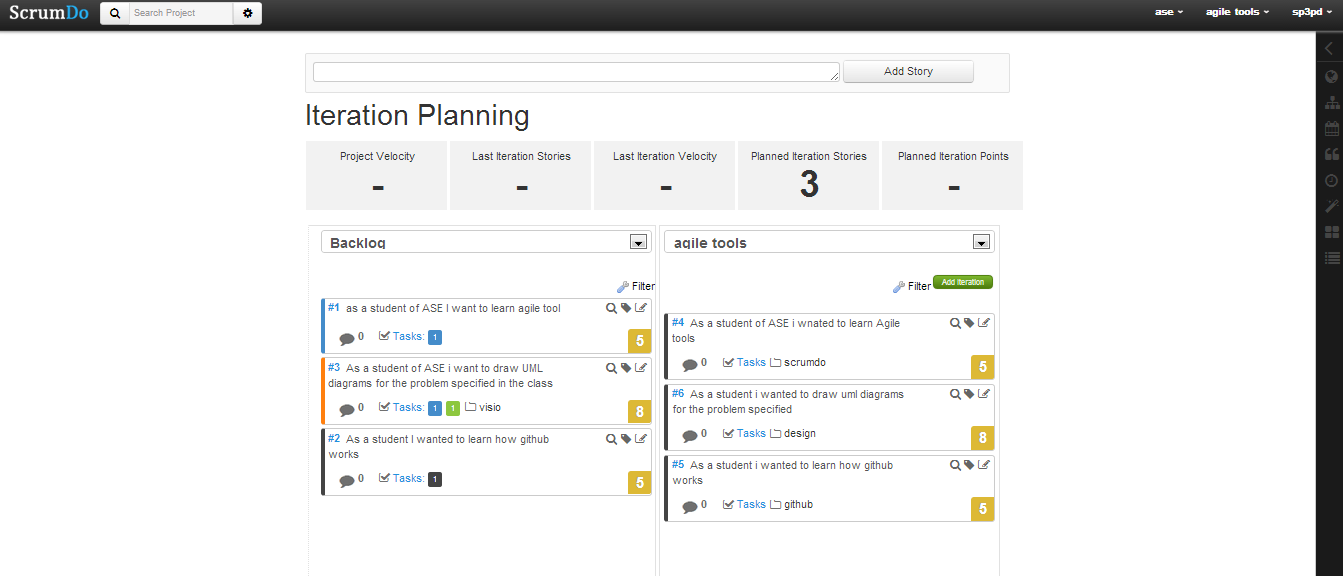 ScrumDo
Search Project
ase
agile tools
sp3pd
Add Story
Iteration Planning
Project Velocity
-
Last Iteration Stories
-
Last Iteration Velocity
-
Planned Iteration Stories
3
Planned Iteration Points
-
Backlog
Filter
#1 as a student of ASE I want to learn agile tool
0 Tasks: 1
5
#3 As a student of ASE i want to draw UML
diagrams for the problem specified in the class
0 Tasks: 1 1 visio
8
#2 As a student I wanted to learn how github
works
0 Tasks: 1
5
agile tools
Filter
Add Iteration
#4 As a student of ASE i wnated to learn Agile
tools
0 Tasks scrumdo
5
#6 As a student i wanted to draw uml diagrams
for the problem specified
0 Tasks design
8
#5 As a student i wanted to learn how github
works
0 Tasks github
5